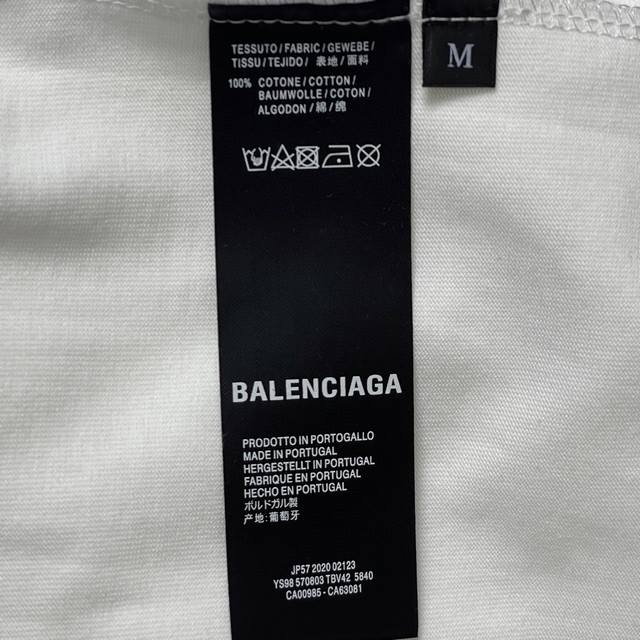 TESSUTO / FABRIC / GEWEBE /
TISSU / TEJIDO / 表地 / 面料
100% COTONE / COTTON /
BAUMWOLLE / COTON /
ALGODON / 綿 / 绵
M
BALENCIAGA
PRODOTTO IN PORTOGALLO
MADE IN PORTUGAL
HERGESTELLT IN PORTUGAL
FABRIQUE EN PORTUGAL
HECHO EN PORTUGAL
ポルトガル製
产地: 葡萄牙
JP57 2020 02123
YS98 570803 TBV42 5840
CA00985 - CA63081